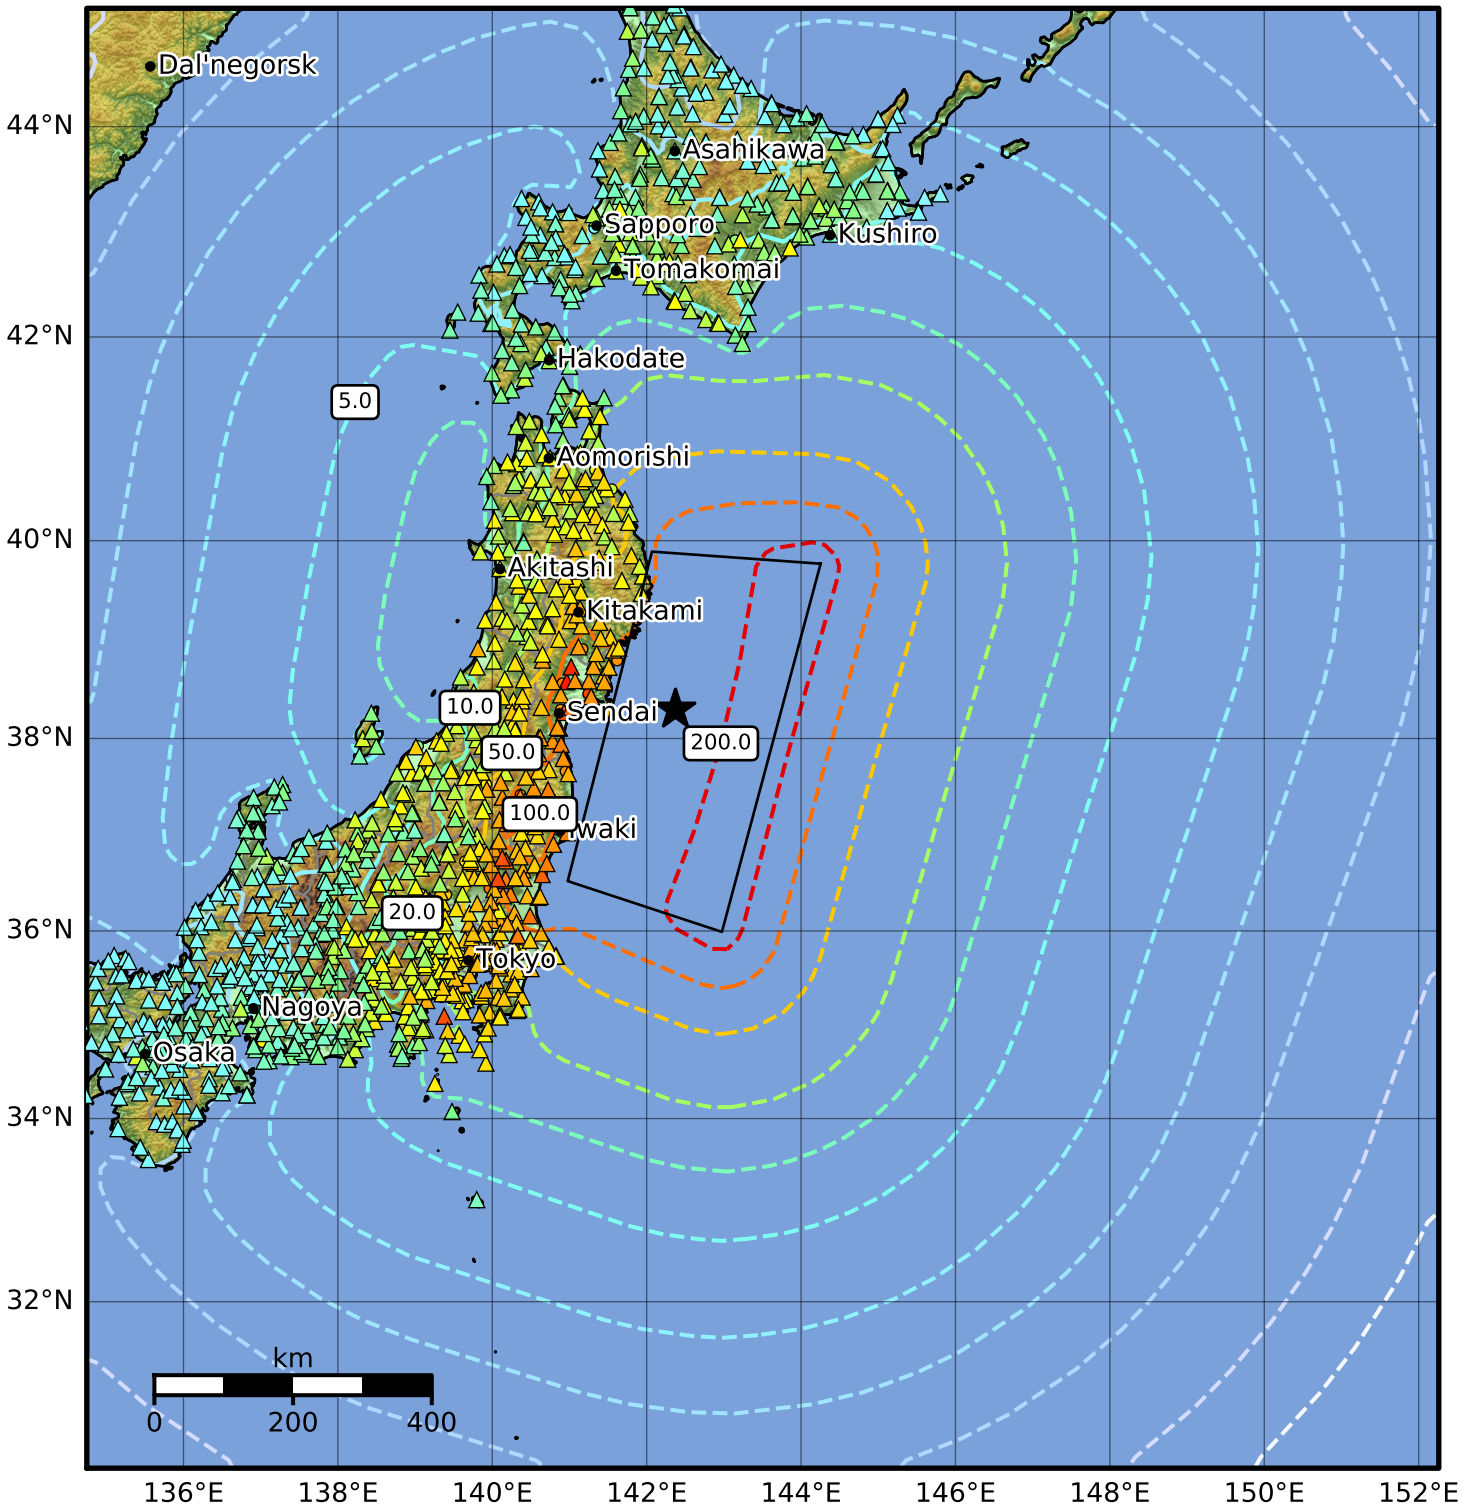 Dal'negorsk
44°N
Asahikawa
Sapporo
Kushiro
Tomakomai
42°N
Hakodate
5.0
Aomorishi
40°N
Akitashi
Kitakami
10.0
Sendai
38°N
50.0
200.0
100.0
Iwaki
20.0
36°N
Tokyo
Nagoya
Osaka
34°N
32°N
km
0 200 400
136°E 138°E 140°E 142°E 144°E 146°E 148°E 150°E 152°E